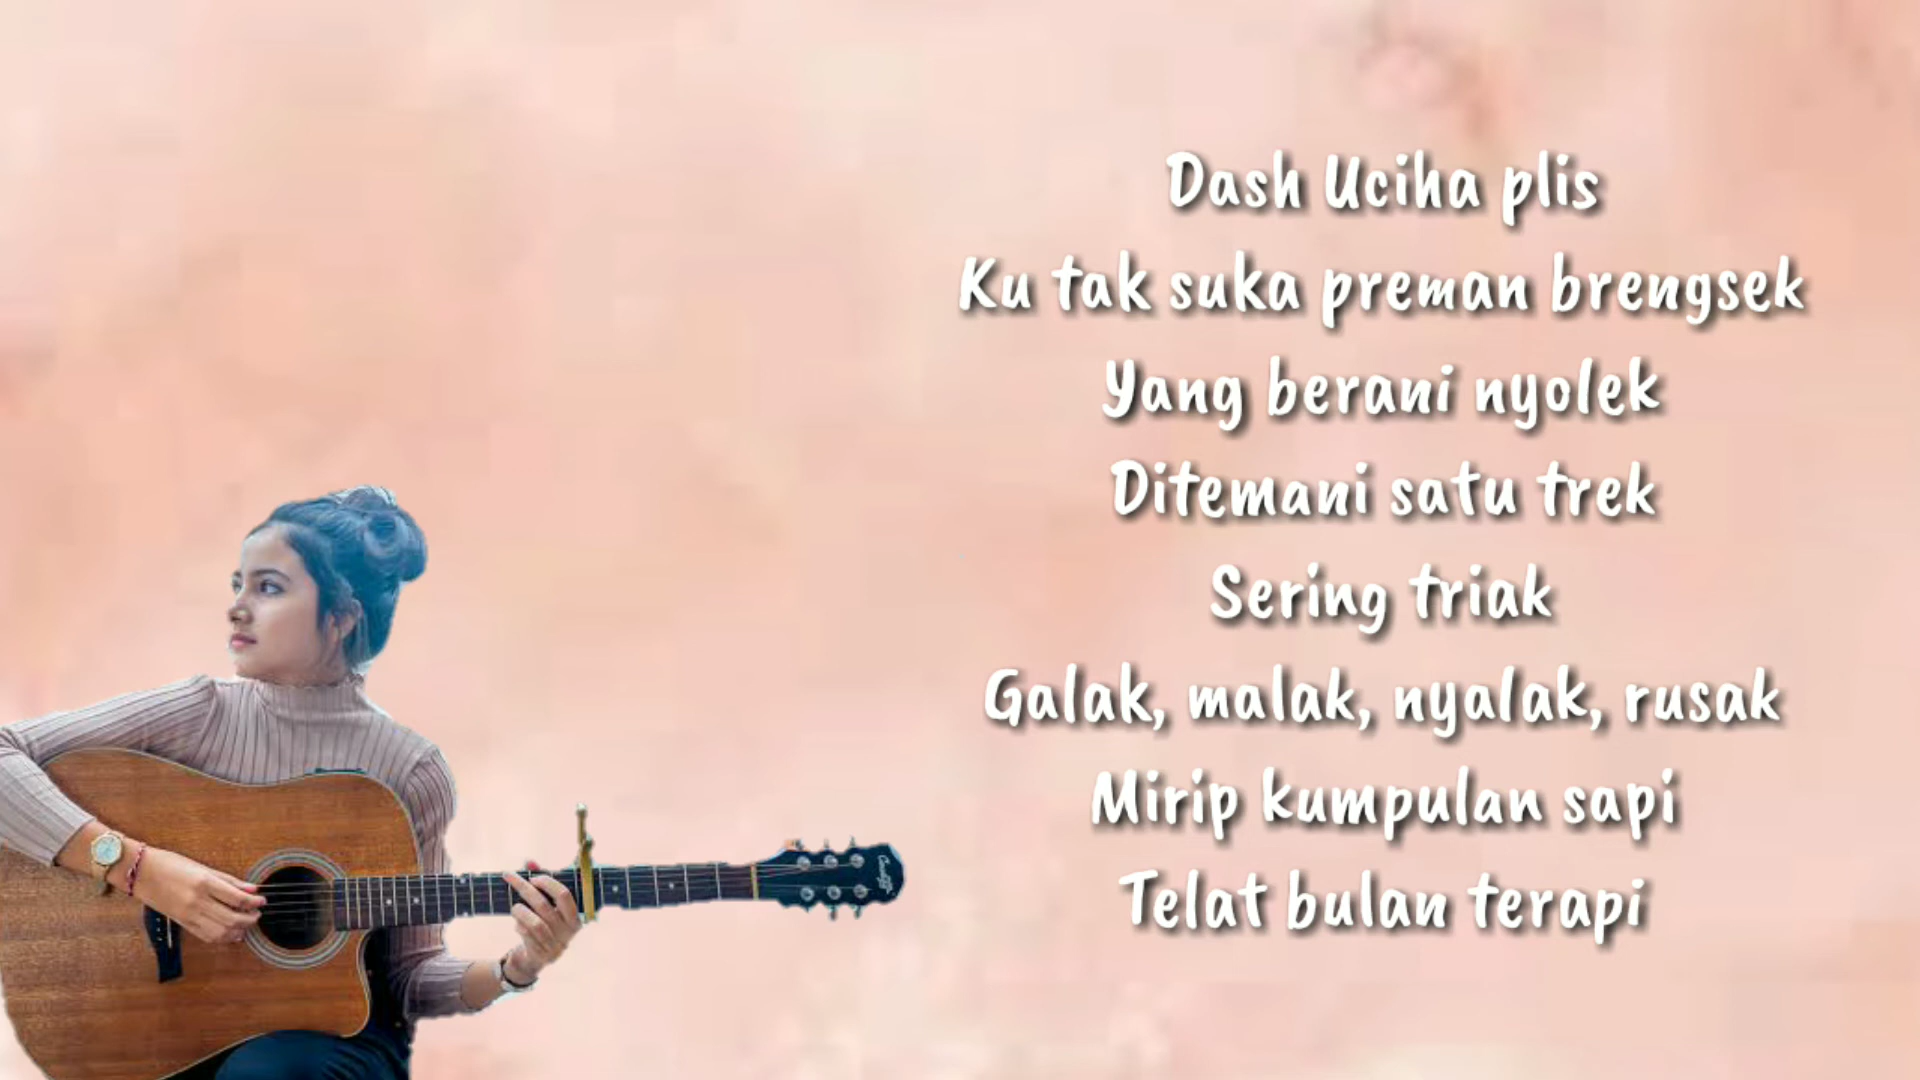 Dash Uciha plis
Ku tak suka preman brengsek
Yang berani nyolek
Ditemani satu trek
Sering triak
Galak, malak, nyalak, rusak
Mirip kumpulan sapi
Telat bulan terapi